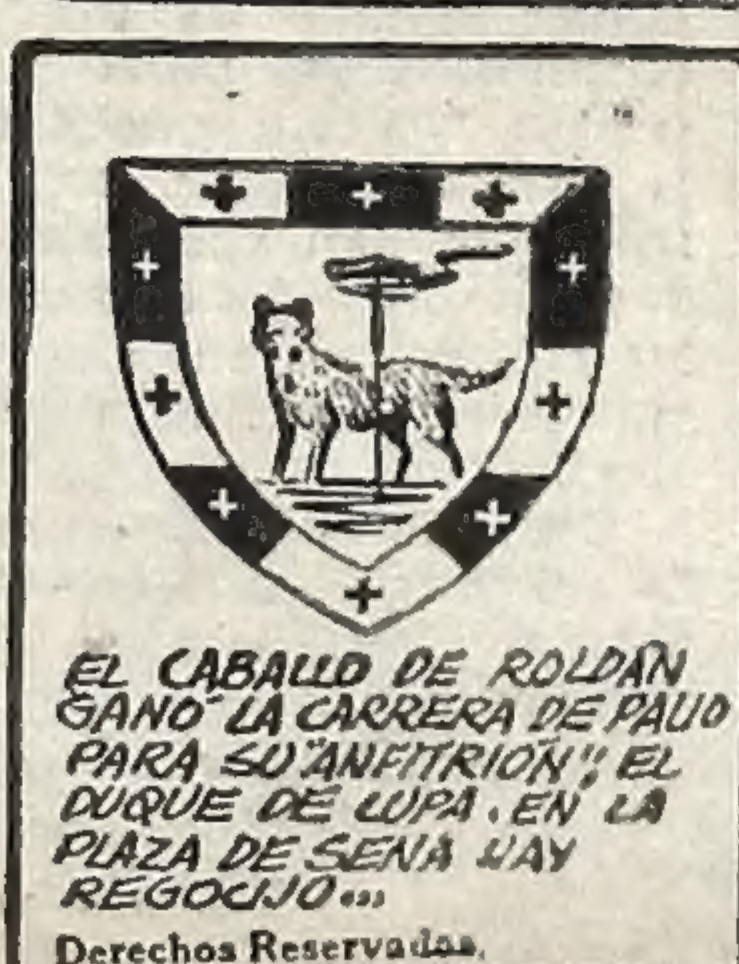 EL CABALLO DE ROLDÁN
GANÓ LA CARRERA DE PALIO
PARA SU "ANFITRIÓN", EL
DUQUE DE LUPA. EN LA
PLAZA DE SENA HAY
REGOCIJO...
Derechos Reservados.